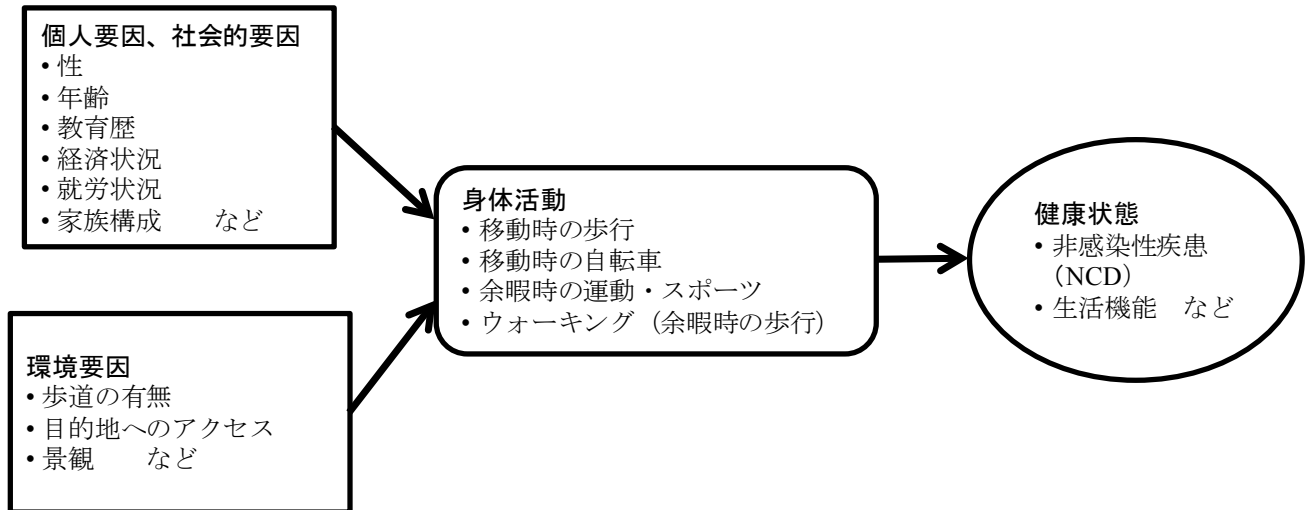 個人要因、社会的要因
• 性
• 年齢
• 教育歴
• 経済状況
• 就労状況
• 家族構成　　など
環境要因
• 歩道の有無
• 目的地へのアクセス
• 景観　　など
身体活動
• 移動時の歩行
• 移動時の自転車
• 余暇時の運動・スポーツ
• ウォーキング（余暇時の歩行）
健康状態
• 非感染性疾患
（NCD）
• 生活機能　など